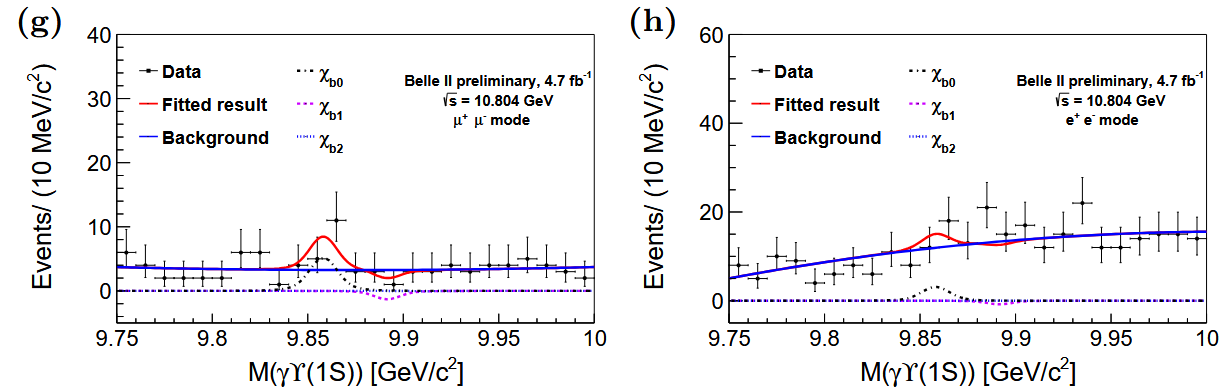 (g)
Events/ (10 MeV/c²)
40
30
20
10
0
Data
Fitted result
Background
χb0
χb1
χb2
Belle II preliminary, 4.7 fb⁻¹
√s = 10.804 GeV
μ⁺ μ⁻ mode
9.75
9.8
9.85
9.9
9.95
10
M(γϒ(1S)) [GeV/c²]
(h)
Events/ (10 MeV/c²)
60
40
20
0
Data
Fitted result
Background
χb0
χb1
χb2
Belle II preliminary, 4.7 fb⁻¹
√s = 10.804 GeV
e⁺ e⁻ mode
9.75
9.8
9.85
9.9
9.95
10
M(γϒ(1S)) [GeV/c²]